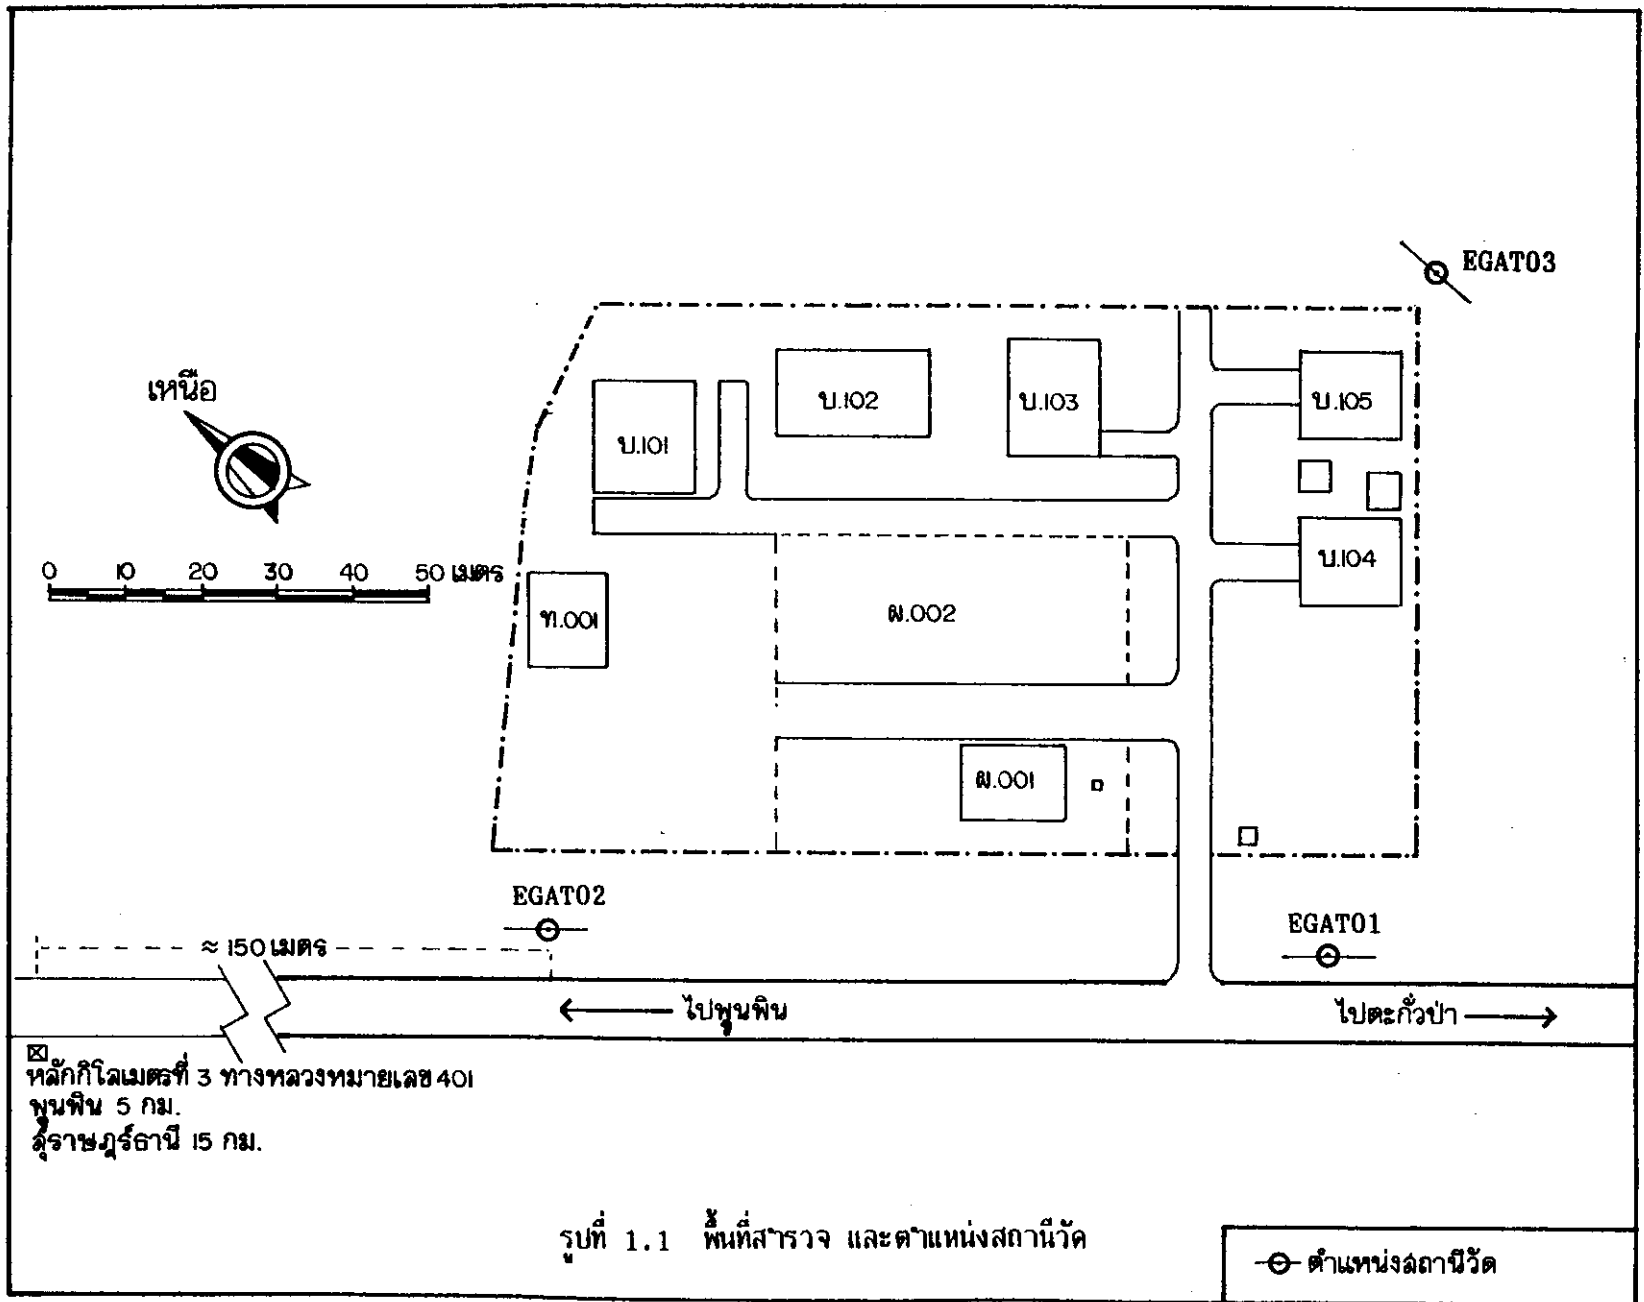 EGAT03
เหนือ
บ.101
บ.102
บ.103
บ.105
0 10 20 30 40 50 เมตร
ท.001
ผ.002
บ.104
ผ.001
EGAT02
EGAT01
≈ 150 เมตร
ไปพุนพิน
ไปตะกั่วป่า
หลักกิโลเมตรที่ 3 ทางหลวงหมายเลข 401
พุนพิน 5 กม.
สุราษฎร์ธานี 15 กม.
รูปที่ 1.1 พื้นที่สำรวจ และตำแหน่งสถานีวัด
ตำแหน่งสถานีวัด